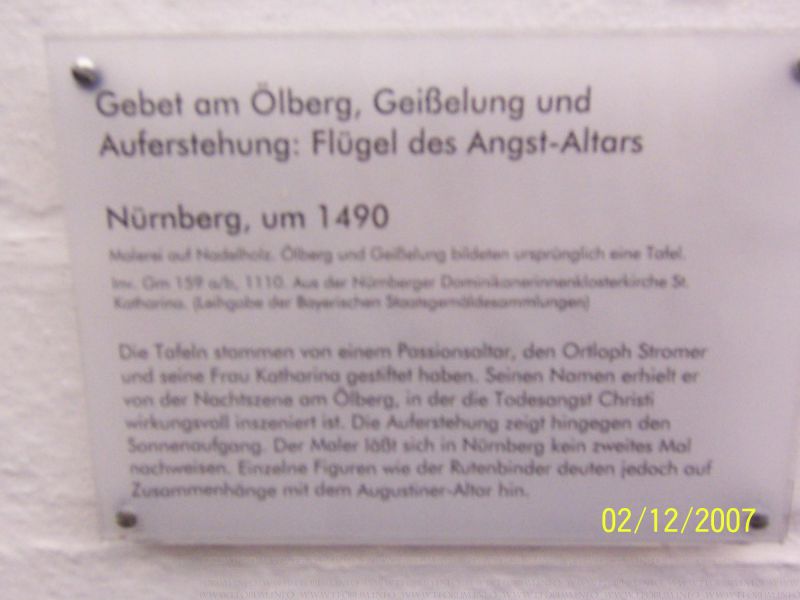 Gebet am Ölberg, Geißelung und
Auferstehung: Flügel des Angst-Altars
Nürnberg, um 1490
Malerei auf Nadelholz. Ölberg und Geißelung bildeten ursprünglich eine Tafel.
Inv. Gm 159 a/b, 1110. Aus der Nürnberger Dominikanerinnenklosterkirche St.
Katharina. (Leihgabe der Bayerischen Staatsgemäldesammlungen)
Die Tafeln stammen von einem Passionsaltar, den Ortloph Stromer
und seine Frau Katharina gestiftet haben. Seinen Namen erhielt er
von der Nachtszene am Ölberg, in der die Todesangst Christi
wirkungsvoll inszeniert ist. Die Auferstehung zeigt hingegen den
Sonnenaufgang. Der Maler läßt sich in Nürnberg kein zweites Mal
nachweisen. Einzelne Figuren wie der Rutenbinder deuten jedoch auf
Zusammenhänge mit dem Augustiner-Altar hin.
02/12/2007